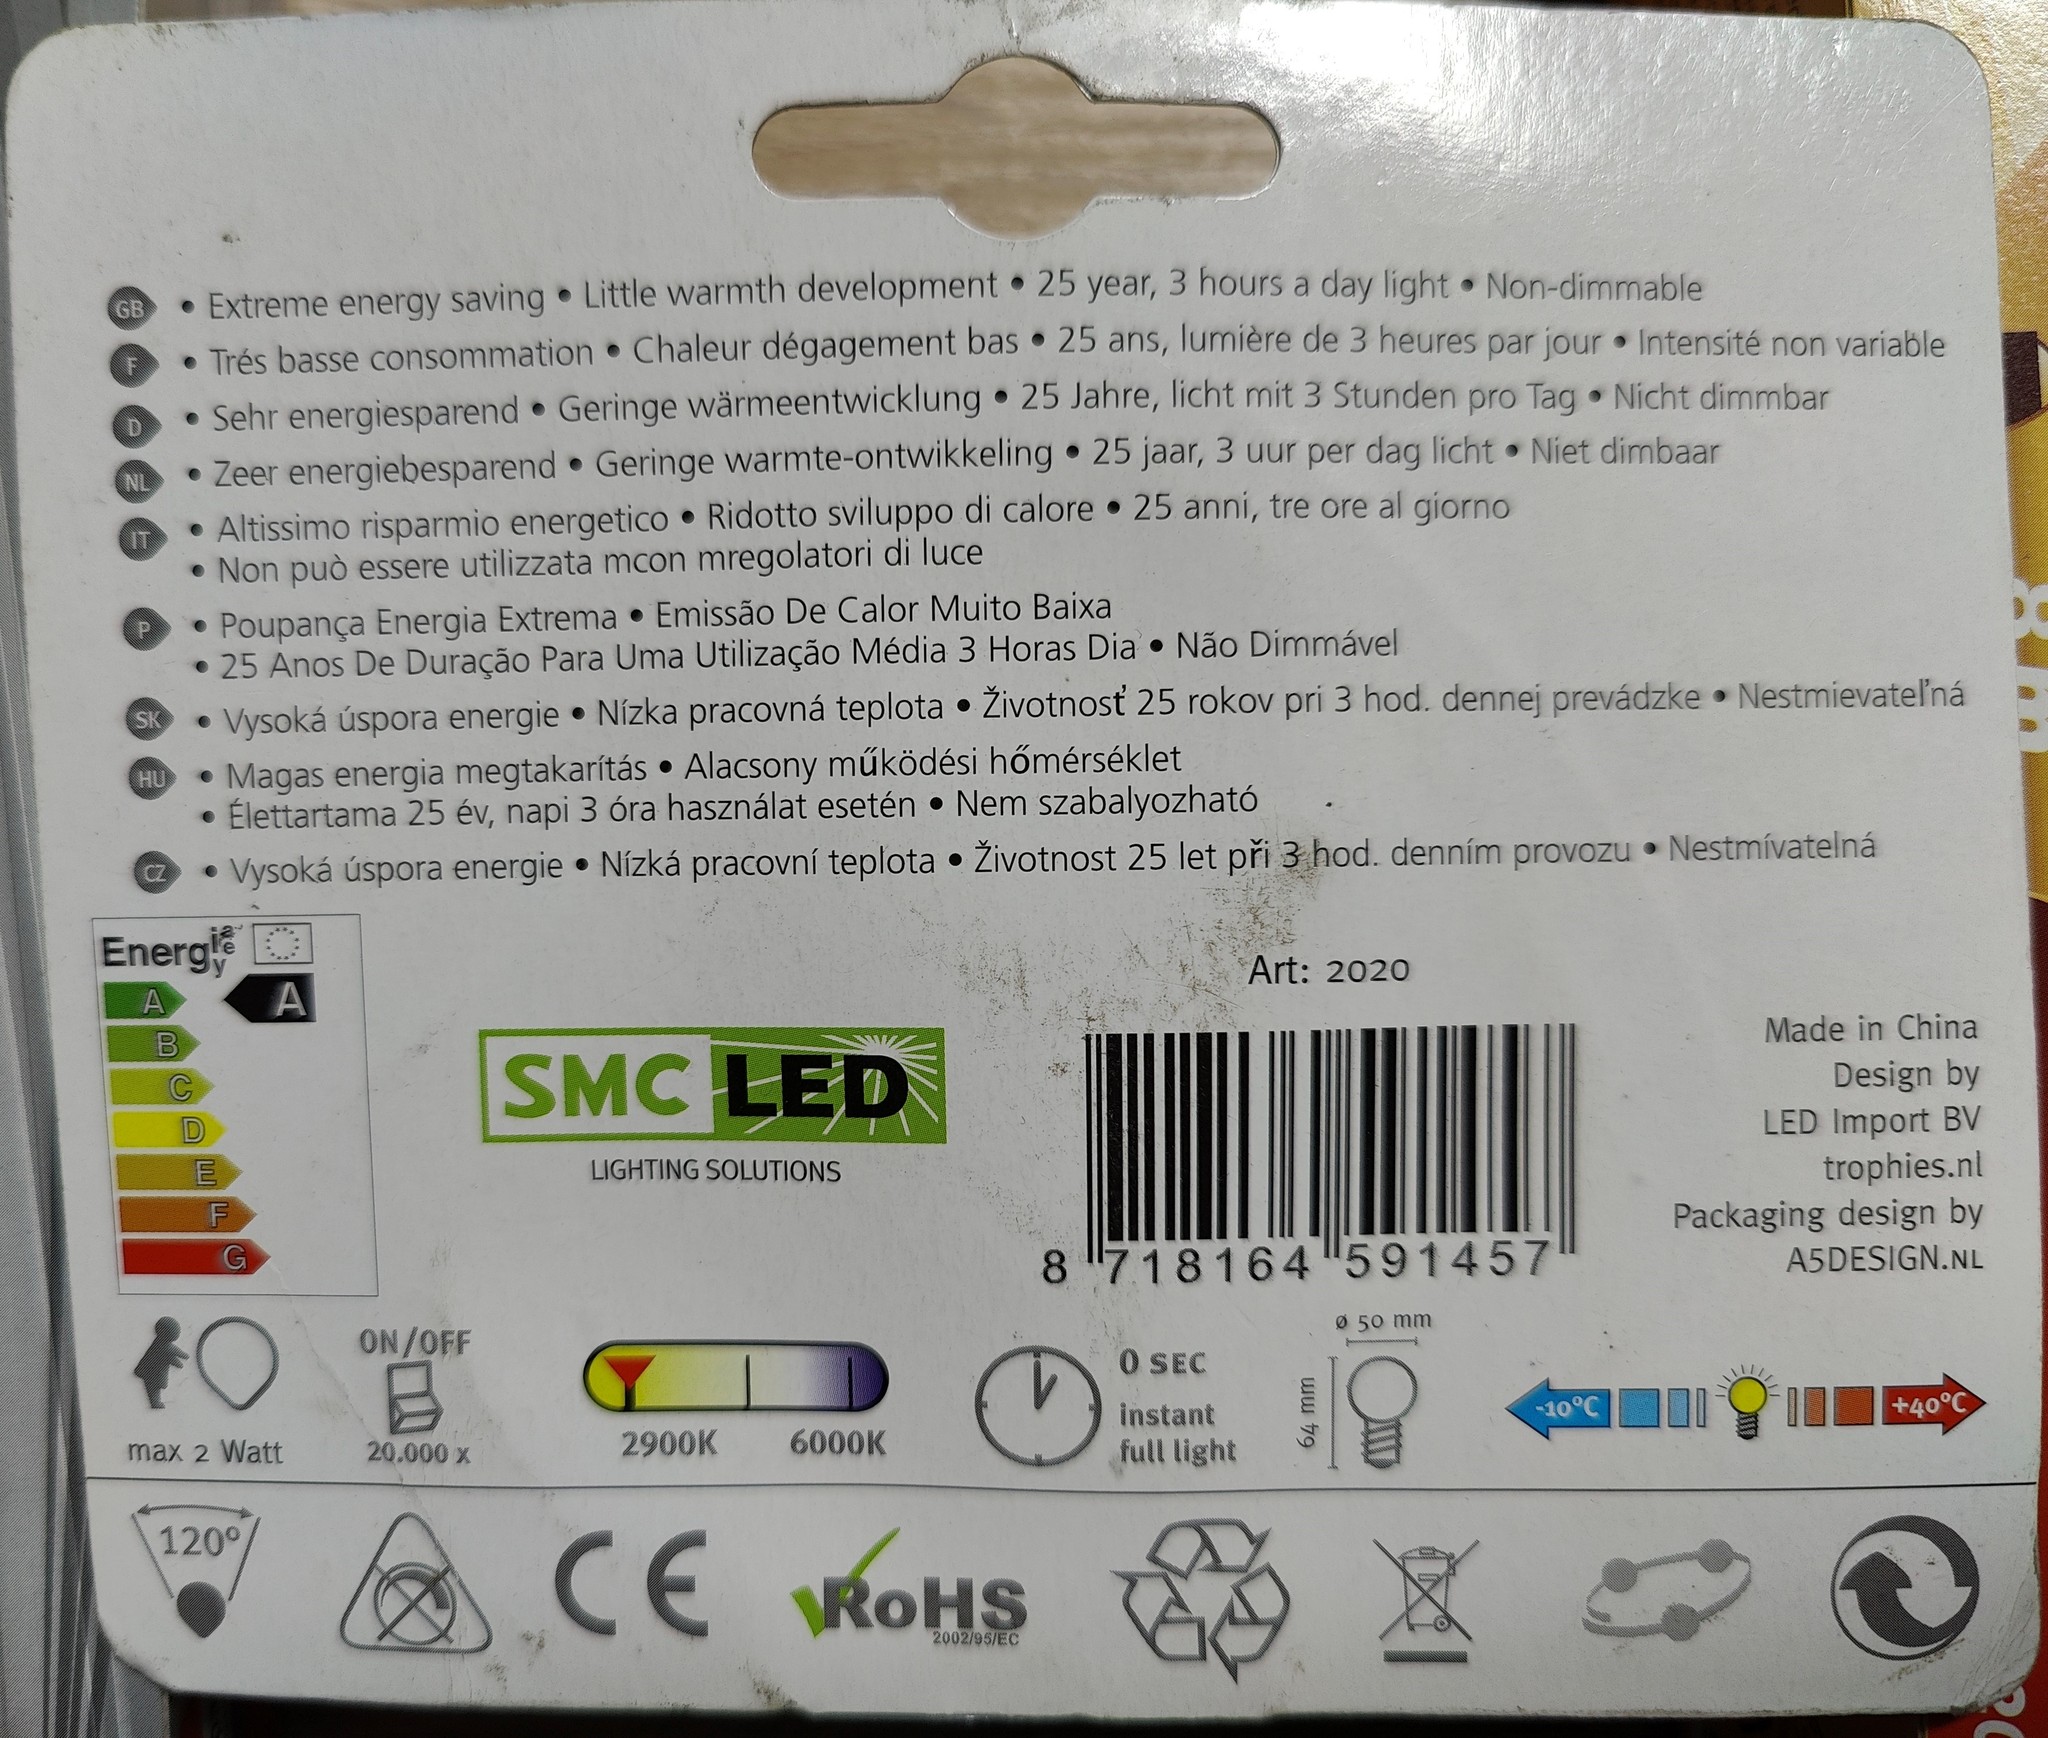 GB • Extreme energy saving • Little warmth development • 25 year, 3 hours a day light • Non-dimmable
F • Trés basse consommation • Chaleur dégagement bas • 25 ans, lumière de 3 heures par jour • Intensité non variable
D • Sehr energiesparend • Geringe wärmeentwicklung • 25 Jahre, licht mit 3 Stunden pro Tag • Nicht dimmbar
NL • Zeer energiebesparend • Geringe warmte-ontwikkeling • 25 jaar, 3 uur per dag licht • Niet dimbaar
IT • Altissimo risparmio energetico • Ridotto sviluppo di calore • 25 anni, tre ore al giorno
• Non può essere utilizzata mcon mregolatori di luce
P • Poupança Energia Extrema • Emissão De Calor Muito Baixa
• 25 Anos De Duração Para Uma Utilização Média 3 Horas Dia • Não Dimmável
SK • Vysoká úspora energie • Nízka pracovná teplota • Životnosť 25 rokov pri 3 hod. dennej prevádzke • Nestmievateľná
HU • Magas energia megtakarítás • Alacsony működési hőmérséklet
• Élettartama 25 év, napi 3 óra használat esetén • Nem szabalyozható
CZ • Vysoká úspora energie • Nízká pracovní teplota • Životnost 25 let při 3 hod. denním provozu • Nestmívatelná
Energ
A A
B
C
D
E
F
G
SMC LED
LIGHTING SOLUTIONS
Art: 2020
8 718164 591457
Made in China
Design by
LED Import BV
trophies.nl
Packaging design by
A5DESIGN.NL
max 2 Watt
ON/OFF
20.000 x
2900K 6000K
0 SEC
instant
full light
ø 50 mm
64 mm
-10°C +40°C
120°
CE
RoHS
2002/95/EC